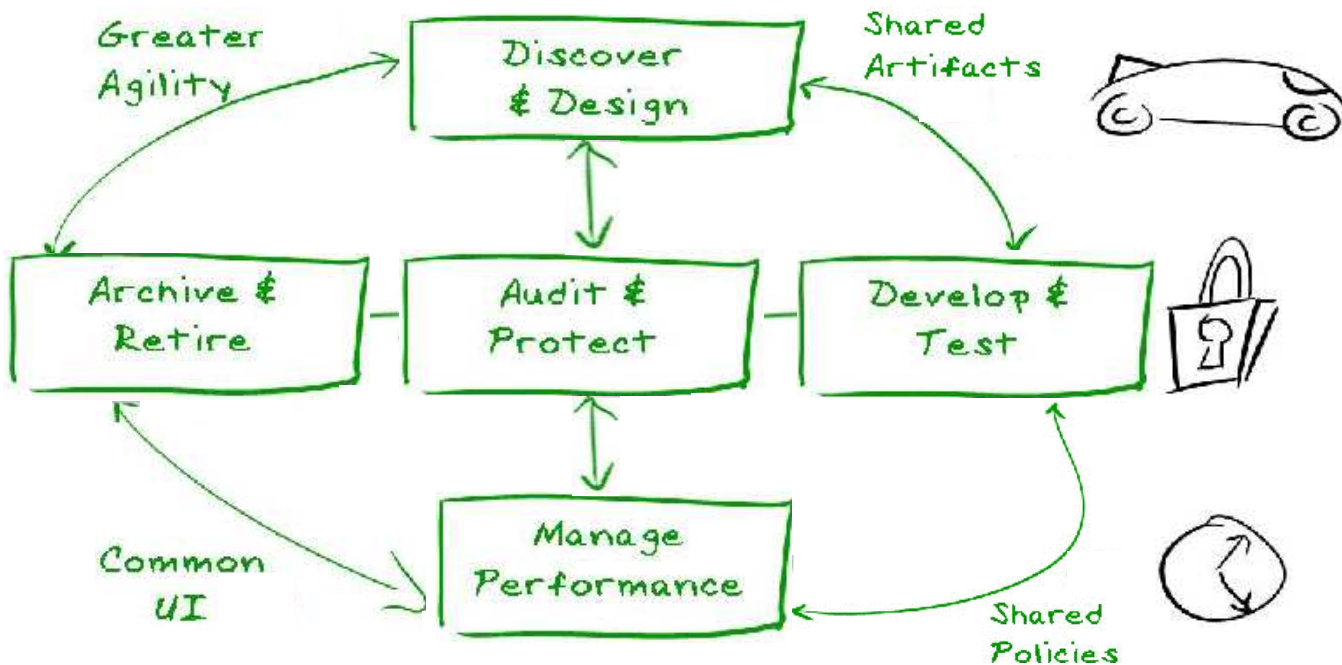 Greater
Agility
Discover
& Design
Shared
Artifacts
Archive &
Retire
Audit &
Protect
Develop &
Test
Common
UI
Manage
Performance
Shared
Policies